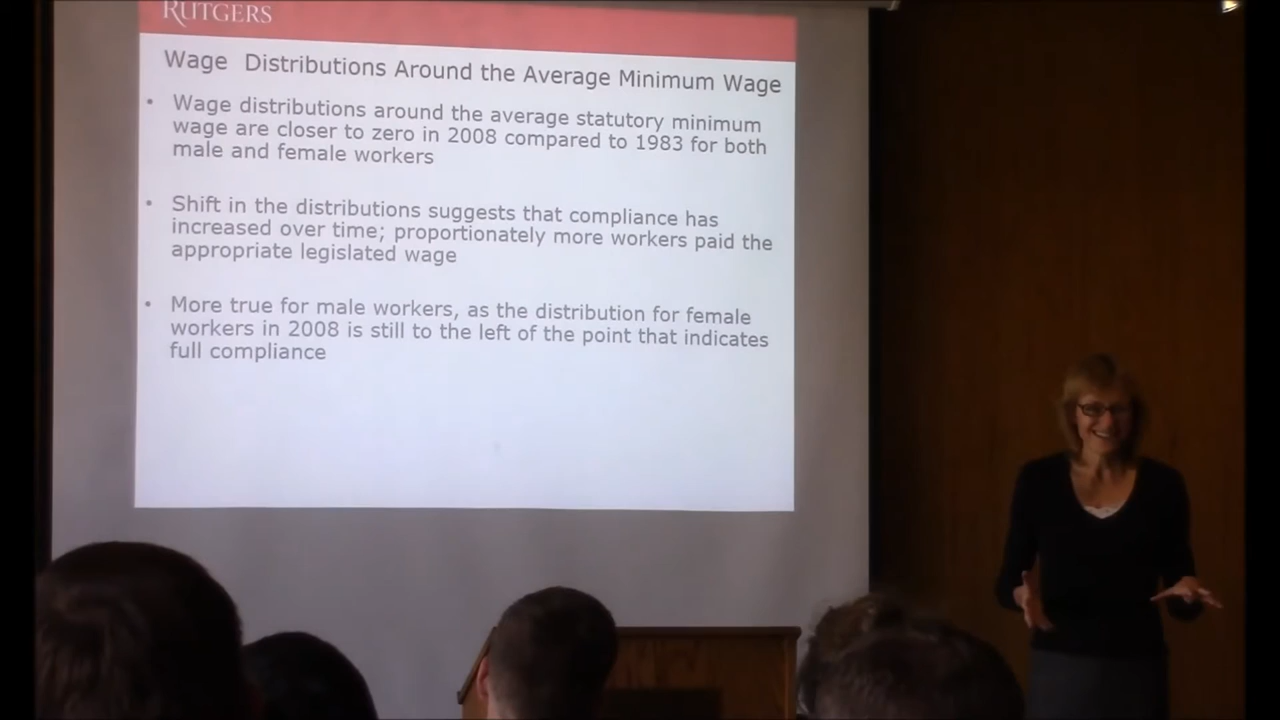 RUTGERS
Wage Distributions Around the Average Minimum Wage
• Wage distributions around the average statutory minimum
wage are closer to zero in 2008 compared to 1983 for both
male and female workers
• Shift in the distributions suggests that compliance has
increased over time; proportionately more workers paid the
appropriate legislated wage
• More true for male workers, as the distribution for female
workers in 2008 is still to the left of the point that indicates
full compliance